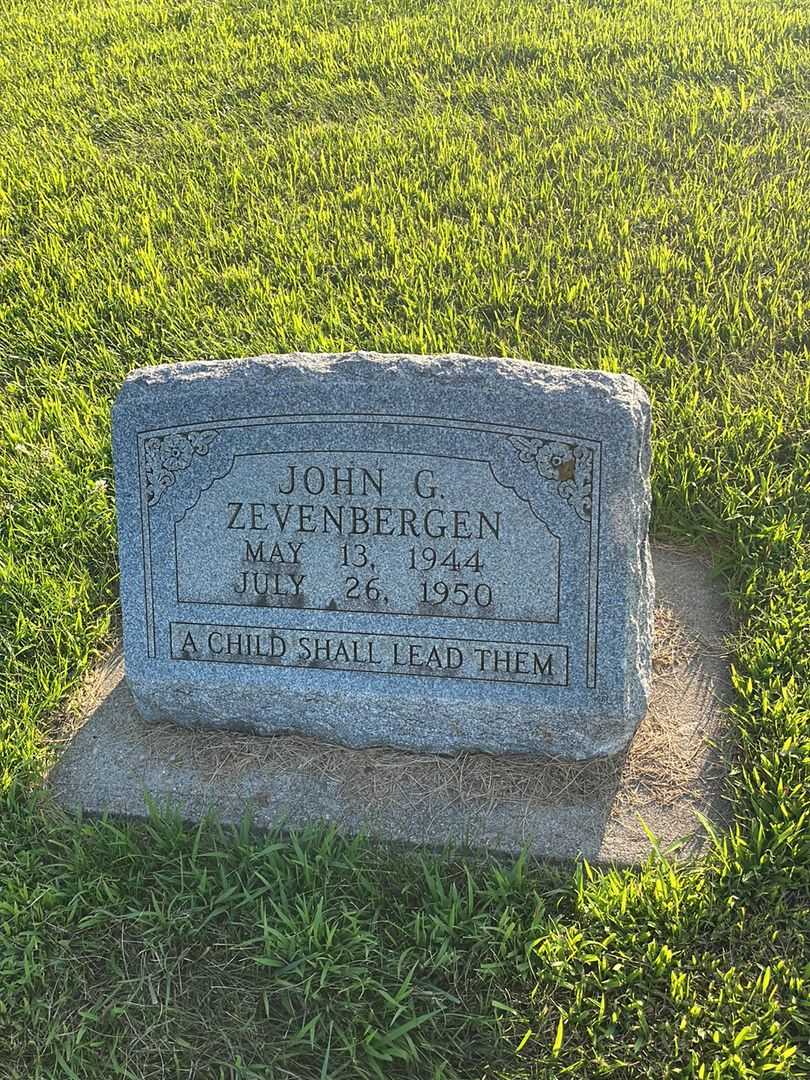 JOHN G.
ZEVENBERGEN
MAY 13, 1944
JULY 26, 1950
A CHILD SHALL LEAD THEM